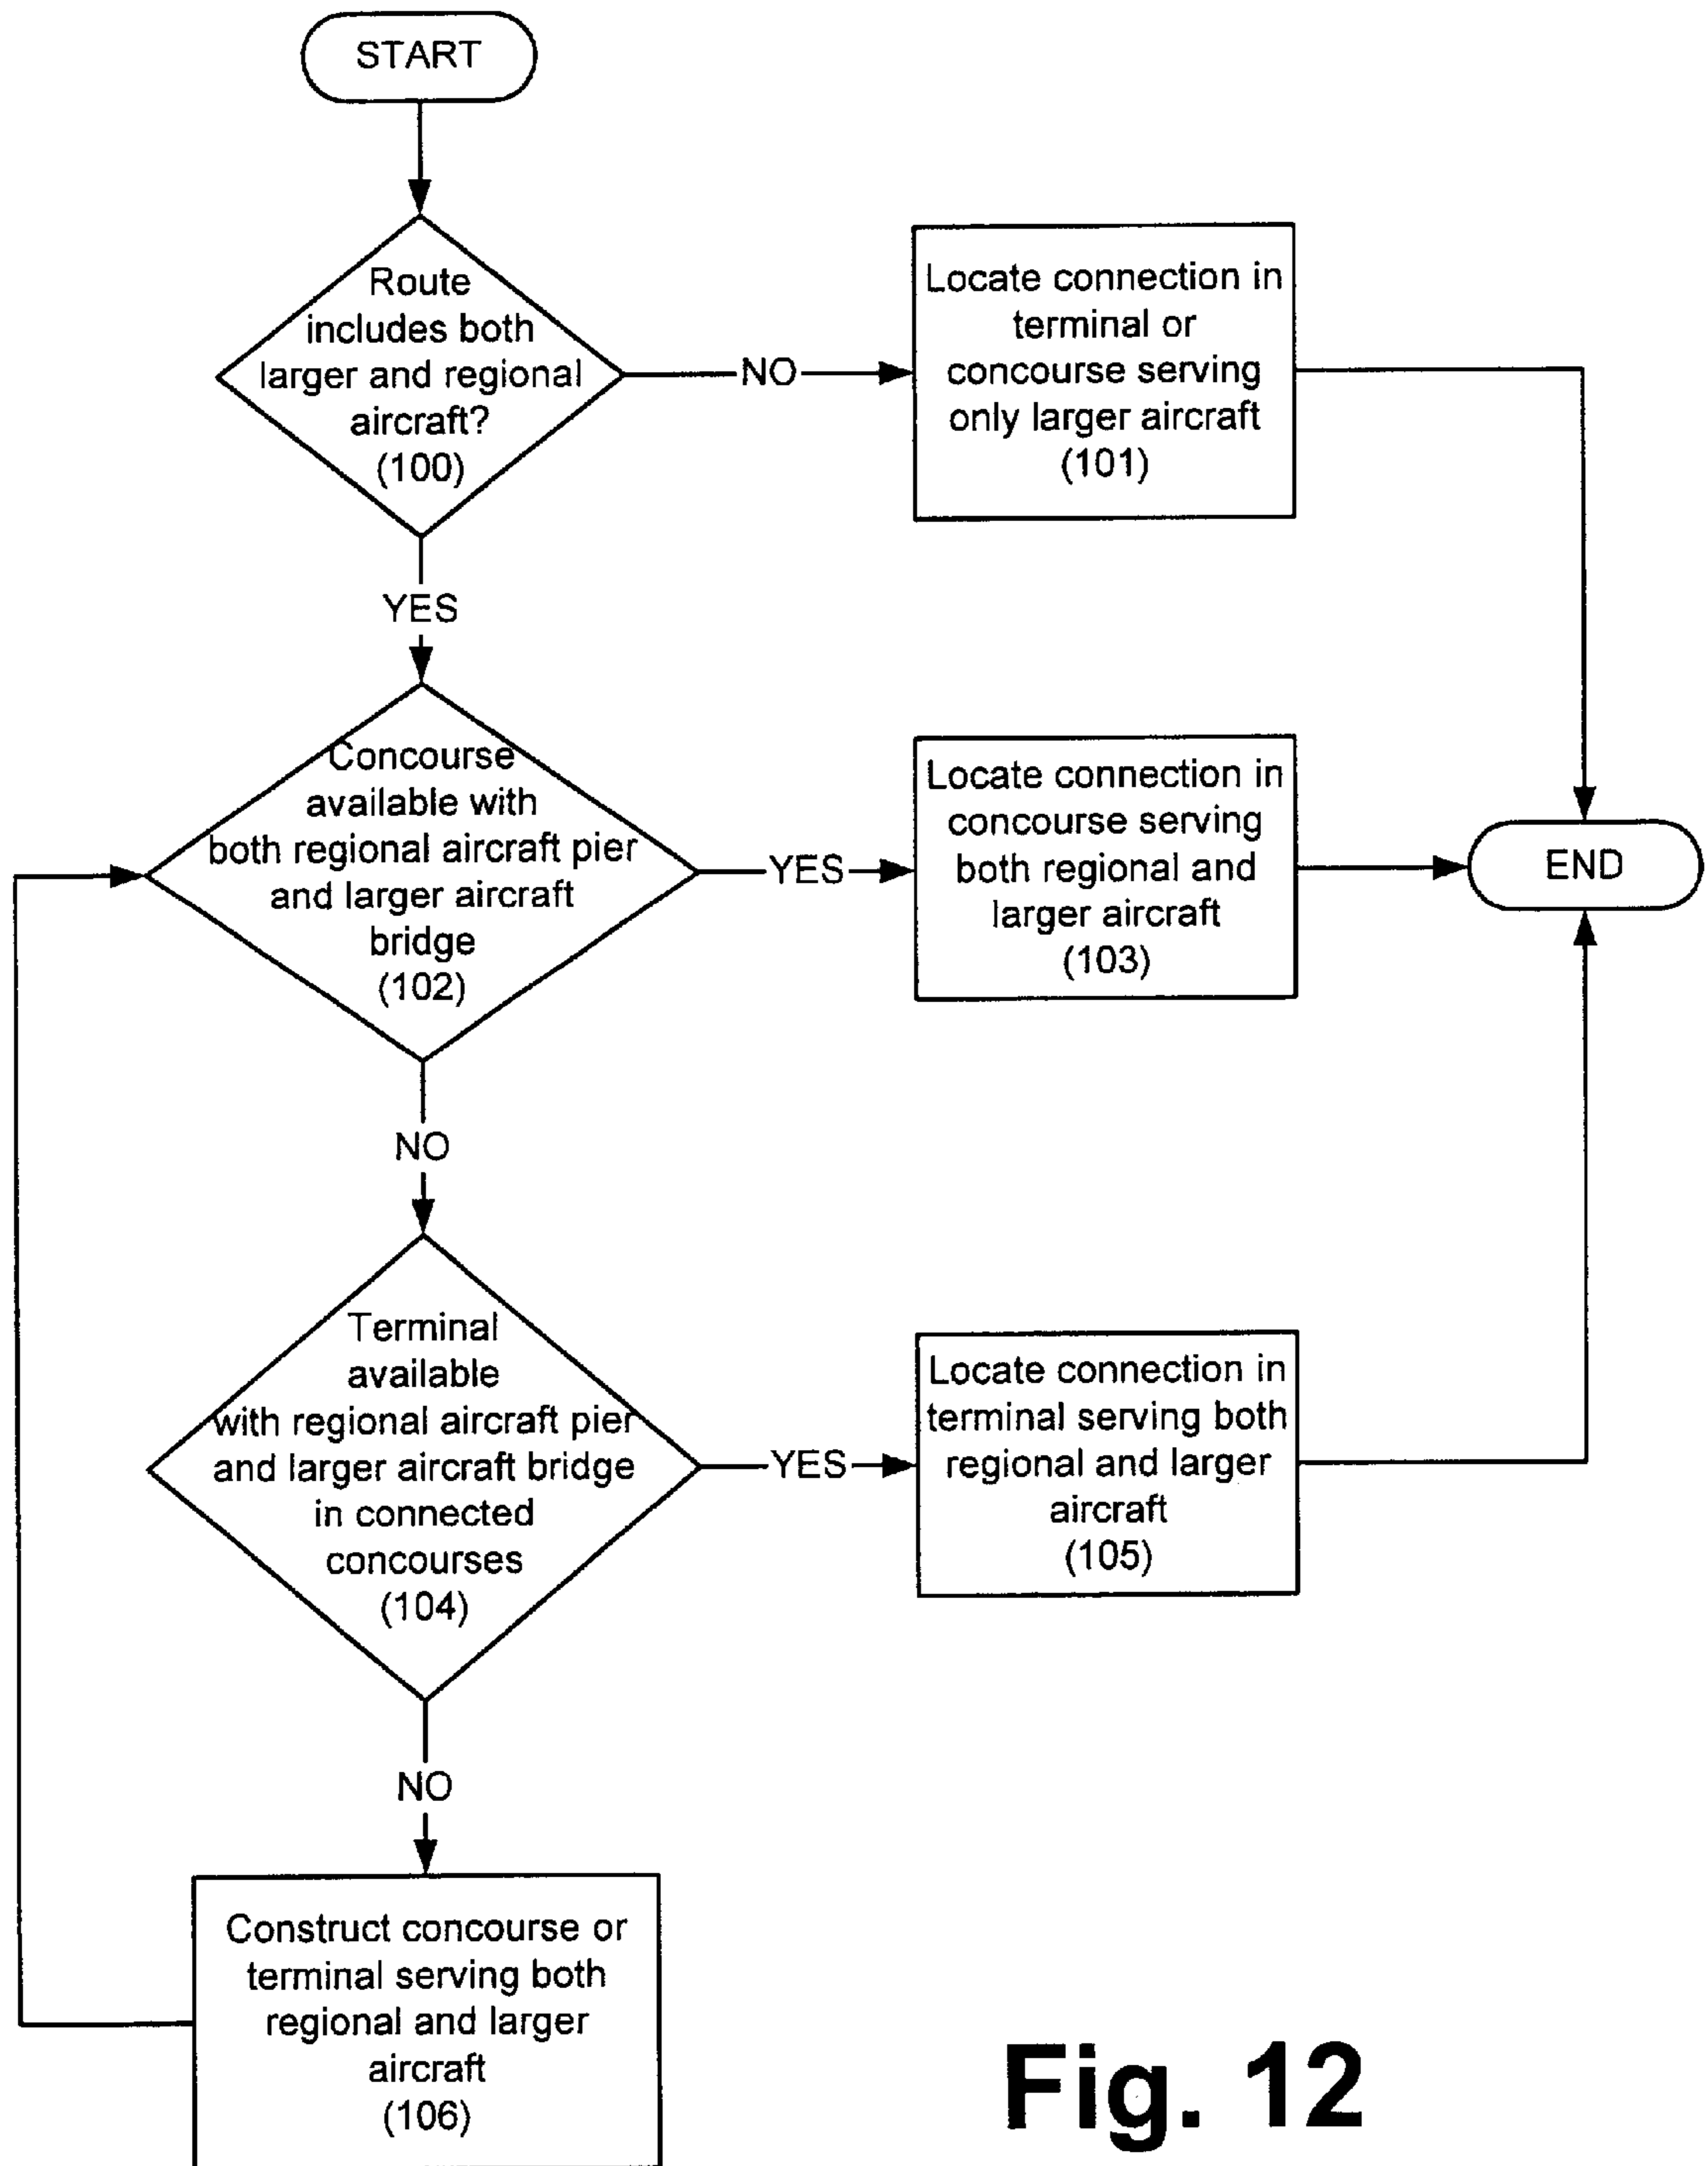 START
Route
includes both
larger and regional
aircraft?
(100)
NO
Locate connection in
terminal or
concourse serving
only larger aircraft
(101)
YES
Concourse
available with
both regional aircraft pier
and larger aircraft
bridge
(102)
YES
Locate connection in
concourse serving
both regional and
larger aircraft
(103)
END
NO
Terminal
available
with regional aircraft pier
and larger aircraft bridge
in connected
concourses
(104)
YES
Locate connection in
terminal serving both
regional and larger
aircraft
(105)
NO
Construct concourse or
terminal serving both
regional and larger
aircraft
(106)
Fig. 12